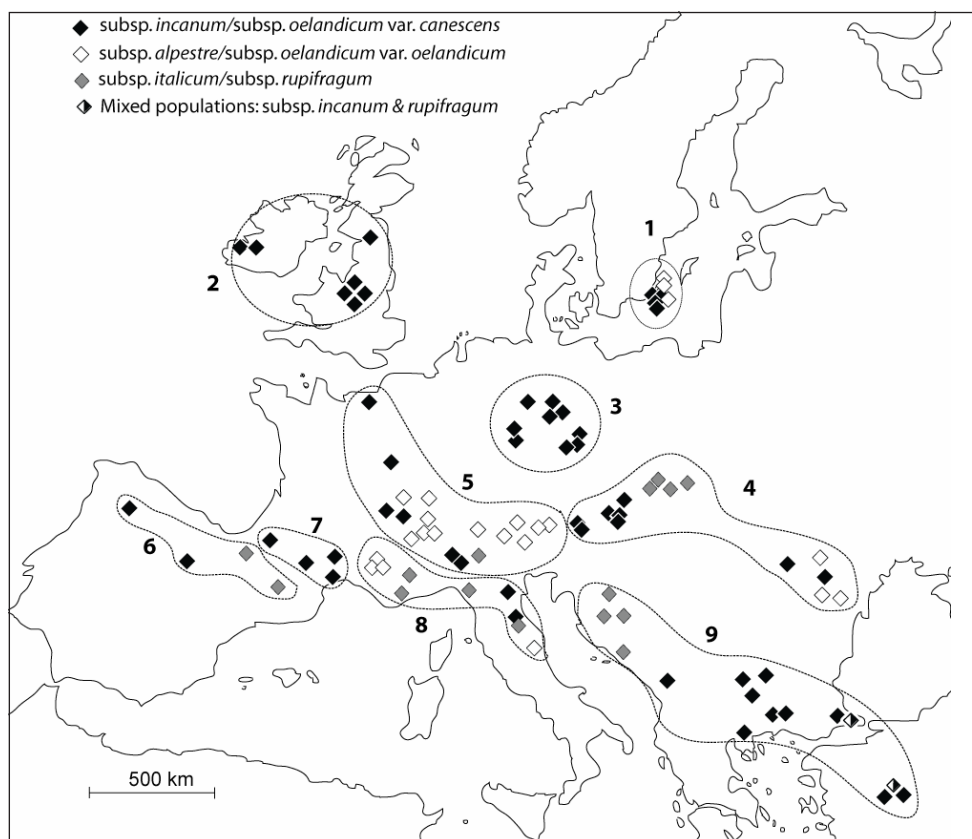 subsp. incanum/subsp. oelandicum var. canescens
subsp. alpestre/subsp. oelandicum var. oelandicum
subsp. italicum/subsp. rupifragum
Mixed populations: subsp. incanum & rupifragum
1
2
3
4
5
6
7
8
9
500 km